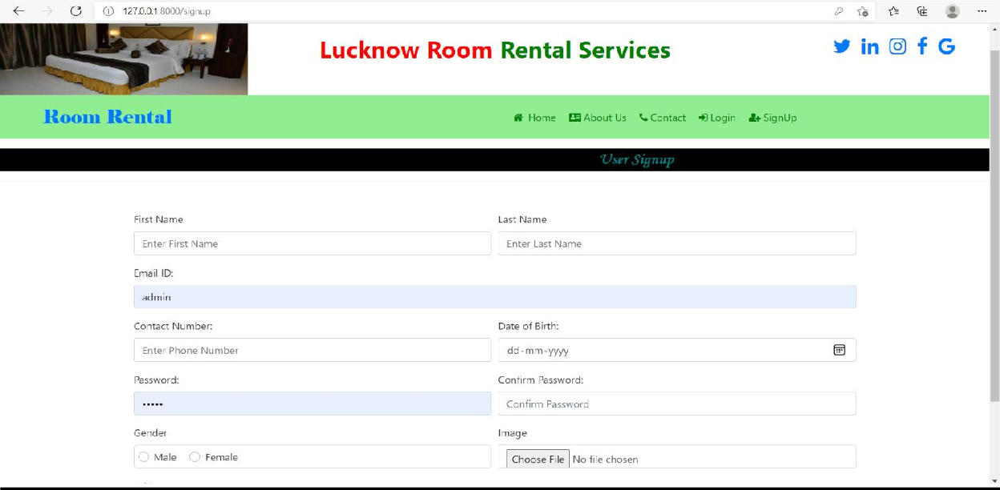 127.0.0.1:8000/signup
Lucknow Room Rental Services
Room Rental
Home About Us Contact Login SignUp
User Signup
First Name Last Name
Enter First Name Enter Last Name
Email ID:
admin
Contact Number: Date of Birth:
Enter Phone Number dd-mm-yyyy
Password: Confirm Password:
••••• Confirm Password
Gender Image
Male Female Choose File No file chosen